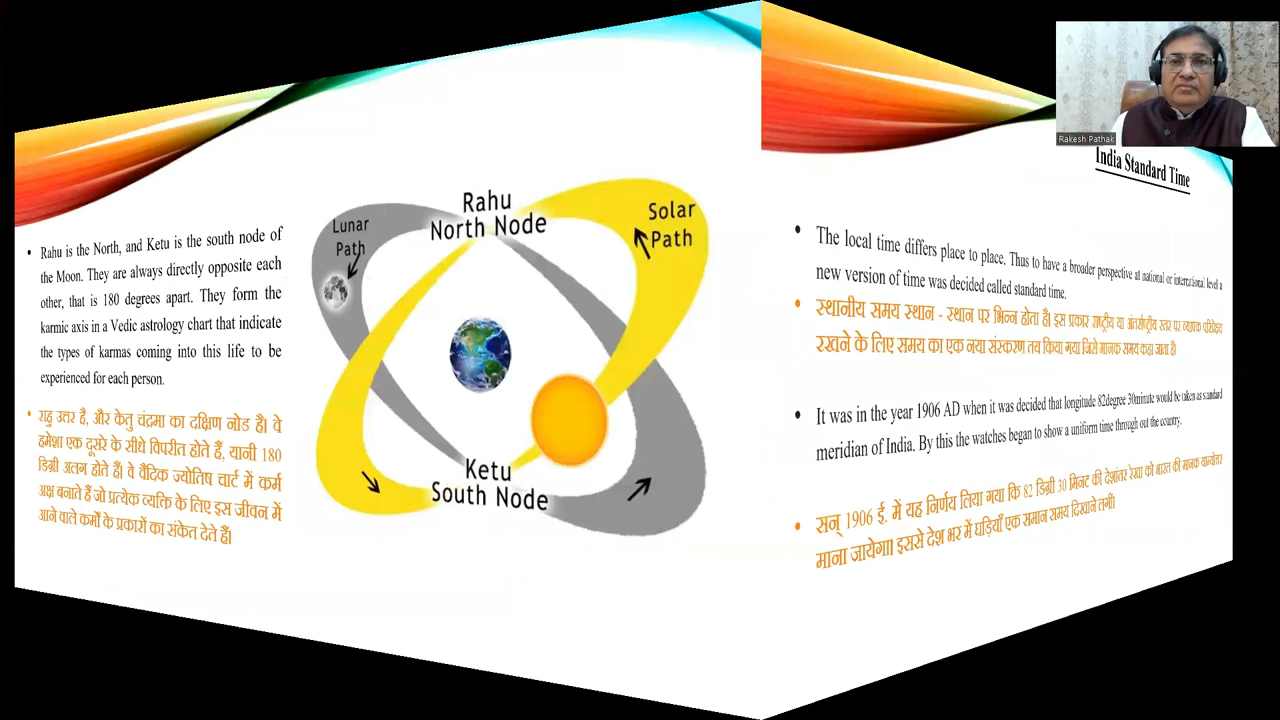 Rahu is the North, and Ketu is the south node of
the Moon. They are always directly opposite each
other, that is 180 degrees apart. They form the
karmic axis in a Vedic astrology chart that indicate
the types of karmas coming into this life to be
experienced for each person.
राहु उत्तर है, और केतु चंद्रमा का दक्षिण नोड है। वे
हमेशा एक दूसरे के सीधे विपरीत होते हैं, यानी 180
डिग्री अलग होते हैं। वे वैदिक ज्योतिष चार्ट में कर्म
अक्ष बनाते हैं जो प्रत्येक व्यक्ति के लिए इस जीवन में
आने वाले कर्मों के प्रकारों का संकेत देते हैं।
Rahu
North Node
Lunar
Path
Solar
Path
Ketu
South Node
Rakesh Pathak
India Standard Time
The local time differs place to place. Thus to have a broader perspective at national or international level a
new version of time was decided called standard time.
स्थानीय समय स्थान - स्थान पर भिन्न होता है। इस प्रकार राष्ट्रीय या अंतर्राष्ट्रीय स्तर पर व्यापक परिप्रेक्ष्य
रखने के लिए समय का एक नया संस्करण तय किया गया जिसे मानक समय कहा जाता है।
It was in the year 1906 AD when it was decided that longitude 82degree 30minute would be taken as standard
meridian of India. By this the watches began to show a uniform time through out the country.
सन् 1906 ई. में यह निर्णय लिया गया कि 82 डिग्री 30 मिनट की देशांतर रेखा को भारत की मानक याम्योत्तर
माना जायेगा। इससे देश भर में घड़ियाँ एक समान समय दिखाने लगीं।